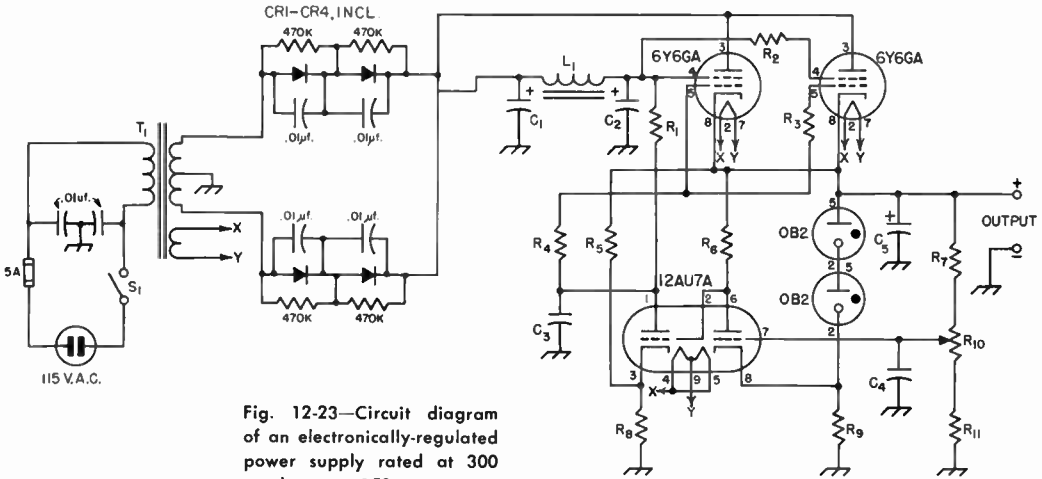 CR1-CR4, INCL.
470K 470K
.01µf. .01µf.
T1
.01uf.
5A
S1
115 V.A.C.
X
Y
.01µf. .01µf.
470K 470K
L1
+ +
C1 C2
R1
6Y6GA
3
4
5
8 2 7
X Y
R2
6Y6GA
3
4
5
R3
8 2 7
X Y
R4 R5 R6
C3
12AU7A
1 2 6
7
3 4 9 5 8
X
Y
R8
5
OB2
2 5
OB2
2
+
C5
R7
+
OUTPUT
-
R10
C4
R9
R11
Fig. 12-23—Circuit diagram
of an electronically-regulated
power supply rated at 300